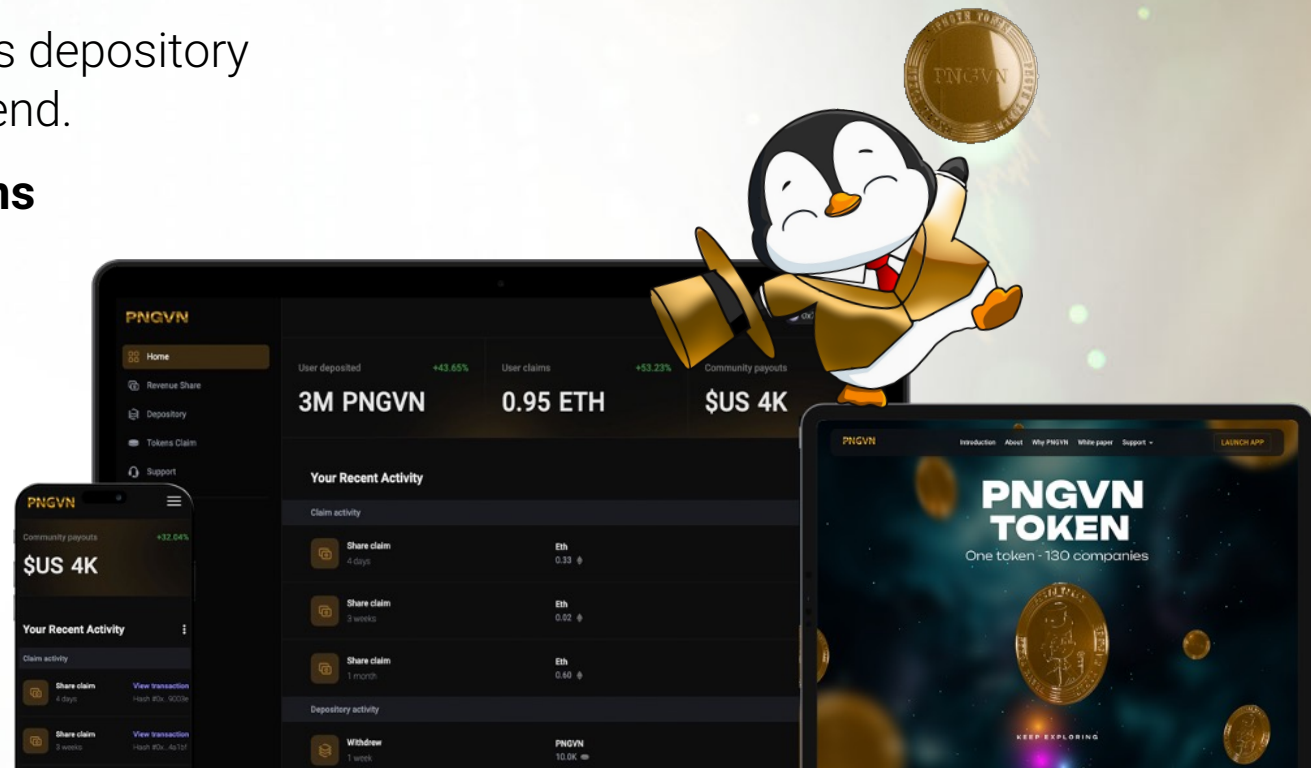 s depository
end.
ns
PNGVN TOKEN
PNGVN
PNGVN
Home
Revenue Share
Depository
Tokens Claim
Support
User deposited +43.65%
3M PNGVN
User claims +53.23%
0.95 ETH
Community payouts
$US 4K
Your Recent Activity
Claim activity
Share claim Eth
4 days 0.33
Share claim Eth
3 weeks 0.02
Share claim Eth
1 month 0.60
Depository activity
Withdrew PNGVN
1 week 10.0K
PNGVN
Community payouts +32.04%
$US 4K
Your Recent Activity
Claim activity
Share claim View transaction
4 days Hash #0x..9003e
Share claim View transaction
3 weeks
PNGVN Introduction About Why PNGVN White paper Support LAUNCH APP
PNGVN
TOKEN
One token - 130 companies
KEEP EXPLORING